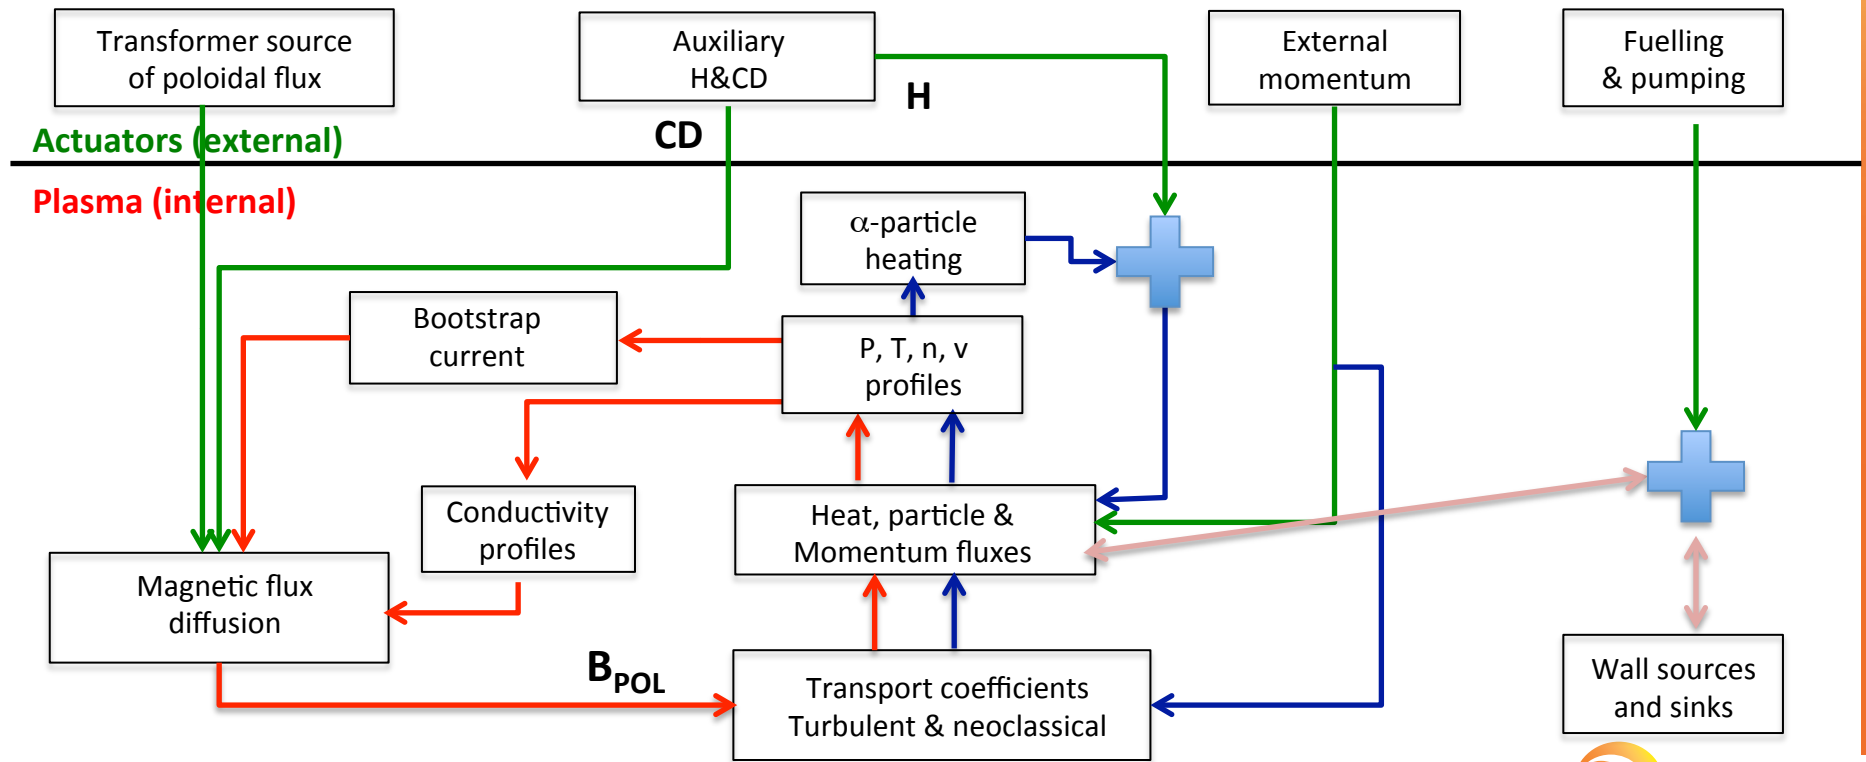 Transformer source
of poloidal flux
Auxiliary
H&CD
External
momentum
Fuelling
& pumping
H
CD
Actuators (external)
Plasma (internal)
α-particle
heating
Bootstrap
current
P, T, n, v
profiles
Conductivity
profiles
Heat, particle &
Momentum fluxes
Magnetic flux
diffusion
BPOL
Transport coefficients
Turbulent & neoclassical
Wall sources
and sinks